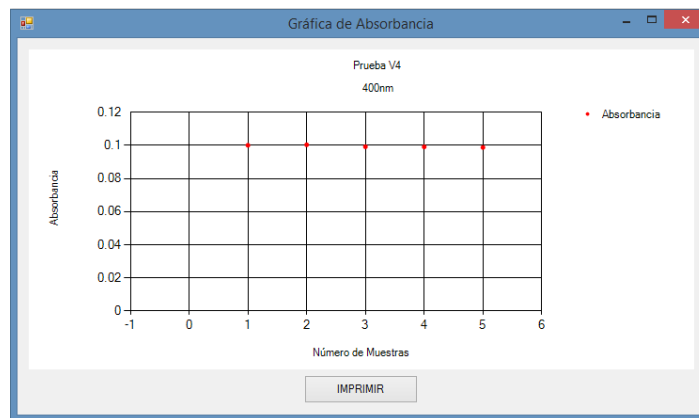 Gráfica de Absorbancia
Prueba V4
400nm
0.12
0.1
0.08
0.06
0.04
0.02
0
Absorbancia
-1 0 1 2 3 4 5 6
Número de Muestras
Absorbancia
IMPRIMIR